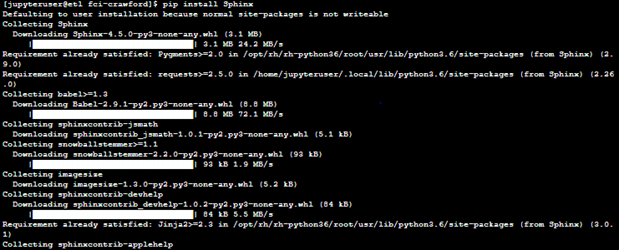 [jupyteruser@etl fci-crawford]$ pip install Sphinx
Defaulting to user installation because normal site-packages is not writeable
Collecting Sphinx
  Downloading Sphinx-4.5.0-py3-none-any.whl (3.1 MB)
     |████████████████████████████████| 3.1 MB 24.2 MB/s
Requirement already satisfied: Pygments>=2.0 in /opt/rh/rh-python36/root/usr/lib/python3.6/site-packages (from Sphinx) (2.
9.0)
Requirement already satisfied: requests>=2.5.0 in /home/jupyteruser/.local/lib/python3.6/site-packages (from Sphinx) (2.26
.0)
Collecting babel>=1.3
  Downloading Babel-2.9.1-py2.py3-none-any.whl (8.8 MB)
     |████████████████████████████████| 8.8 MB 72.1 MB/s
Collecting sphinxcontrib-jsmath
  Downloading sphinxcontrib_jsmath-1.0.1-py2.py3-none-any.whl (5.1 kB)
Collecting snowballstemmer>=1.1
  Downloading snowballstemmer-2.2.0-py2.py3-none-any.whl (93 kB)
     |████████████████████████████████| 93 kB 1.9 MB/s
Collecting imagesize
  Downloading imagesize-1.3.0-py2.py3-none-any.whl (5.2 kB)
Collecting sphinxcontrib-devhelp
  Downloading sphinxcontrib_devhelp-1.0.2-py2.py3-none-any.whl (84 kB)
     |████████████████████████████████| 84 kB 5.5 MB/s
Requirement already satisfied: Jinja2>=2.3 in /opt/rh/rh-python36/root/usr/lib/python3.6/site-packages (from Sphinx) (3.0.
1)
Collecting sphinxcontrib-applehelp